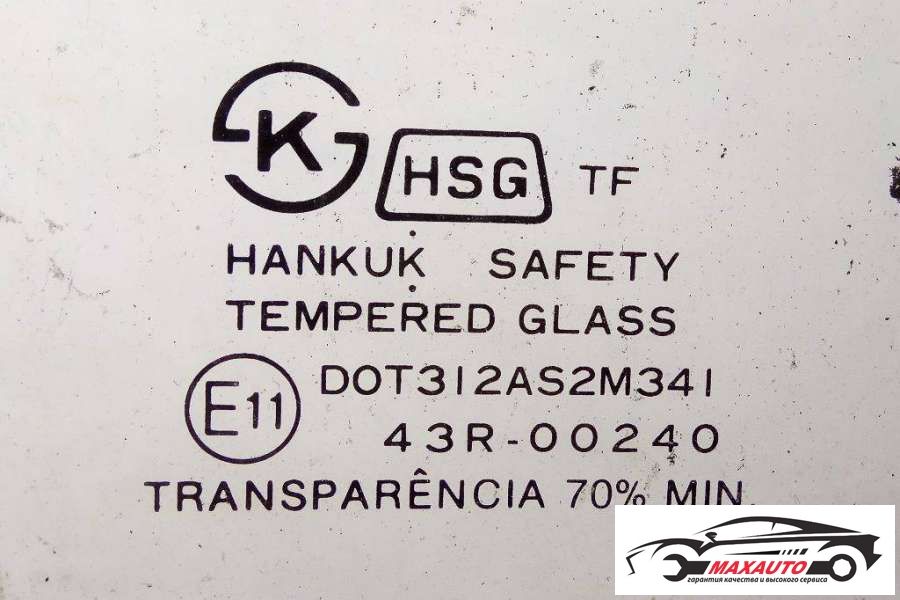 K HSG TF
HANKUK SAFETY
TEMPERED GLASS
E11 DOT312AS2M341
43R-00240
TRANSPARÊNCIA 70% MIN.
MAXAUTO
гарантия качества и высокого сервиса